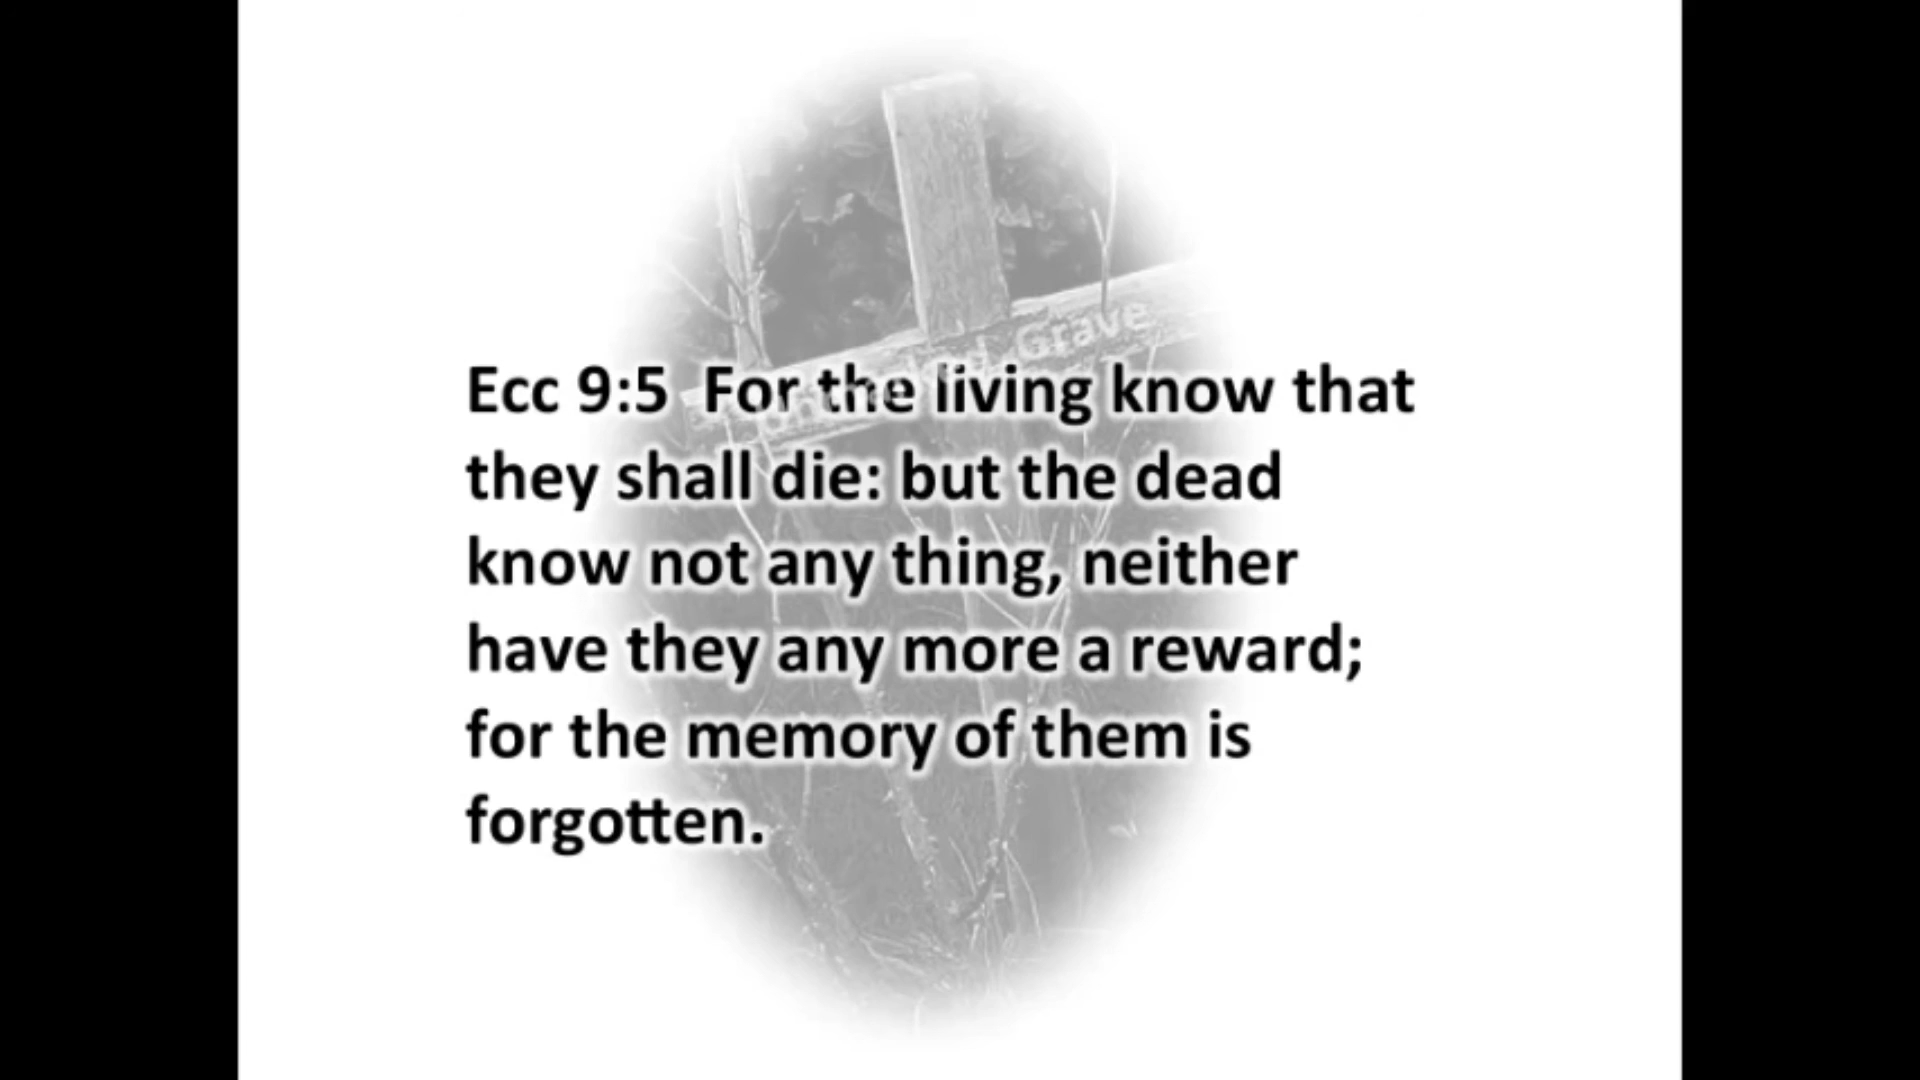 Grave
Ecc 9:5 For the living know that
they shall die: but the dead
know not any thing, neither
have they any more a reward;
for the memory of them is
forgotten.